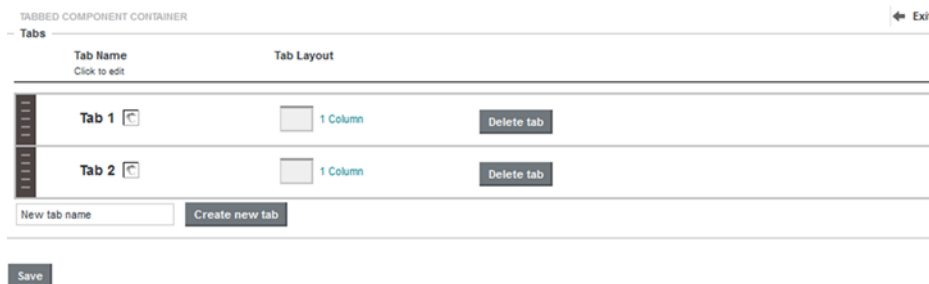 TABBED COMPONENT CONTAINER
Exit
Tabs
Tab Name Tab Layout
Click to edit
Tab 1 1 Column Delete tab
Tab 2 1 Column Delete tab
New tab name Create new tab
Save